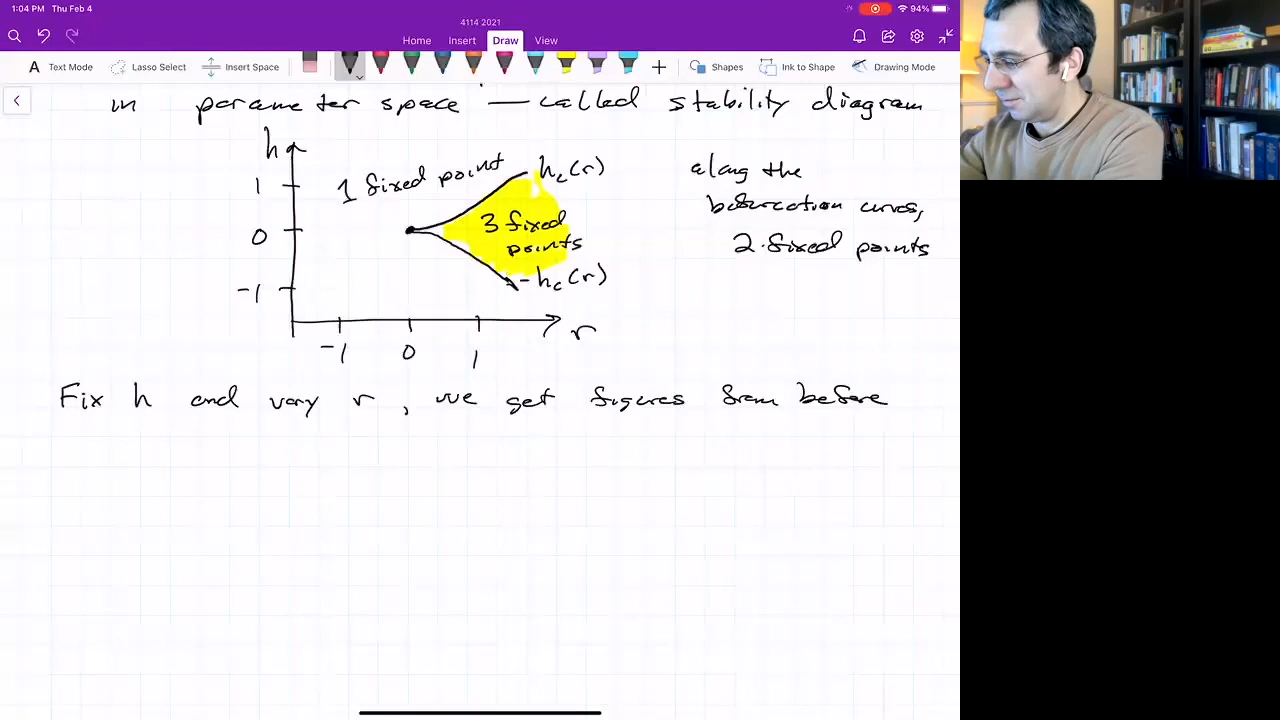 1:04 PM Thu Feb 4
94%
4114 2021
Home Insert Draw View
A Text Mode Lasso Select Insert Space Shapes Ink to Shape Drawing Mode
in parameter space — called stability diagram
h
1 fixed point
h_c(r)
along the
1
bifurcation curves,
3 fixed
0
points
2 fixed points
-h_c(r)
-1
r
-1 0 1
Fix h and vary r, we get figures from before